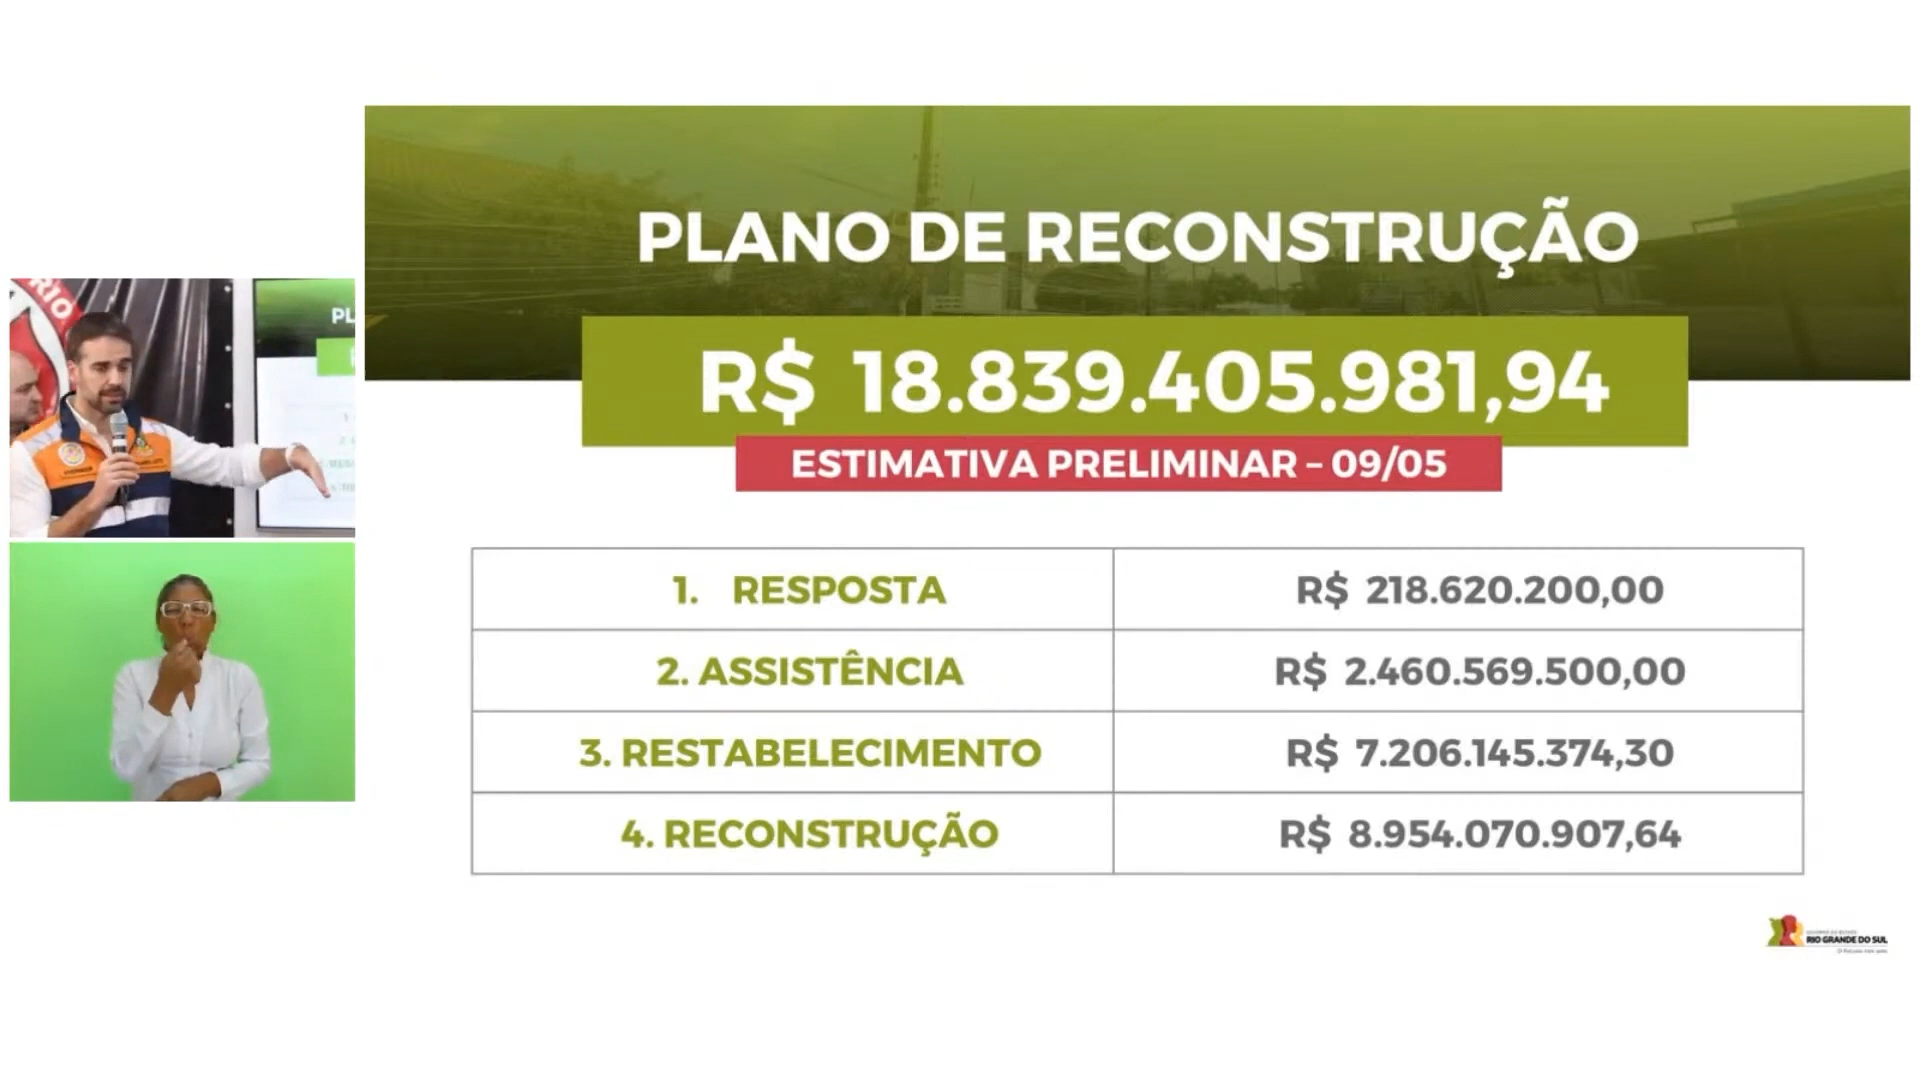 PLANO DE RECONSTRUÇÃO
R$ 18.839.405.981,94
ESTIMATIVA PRELIMINAR – 09/05
1. RESPOSTA R$ 218.620.200,00
2. ASSISTÊNCIA R$ 2.460.569.500,00
3. RESTABELECIMENTO R$ 7.206.145.374,30
4. RECONSTRUÇÃO R$ 8.954.070.907,64
RIO
PL
RIO GRANDE DO SUL